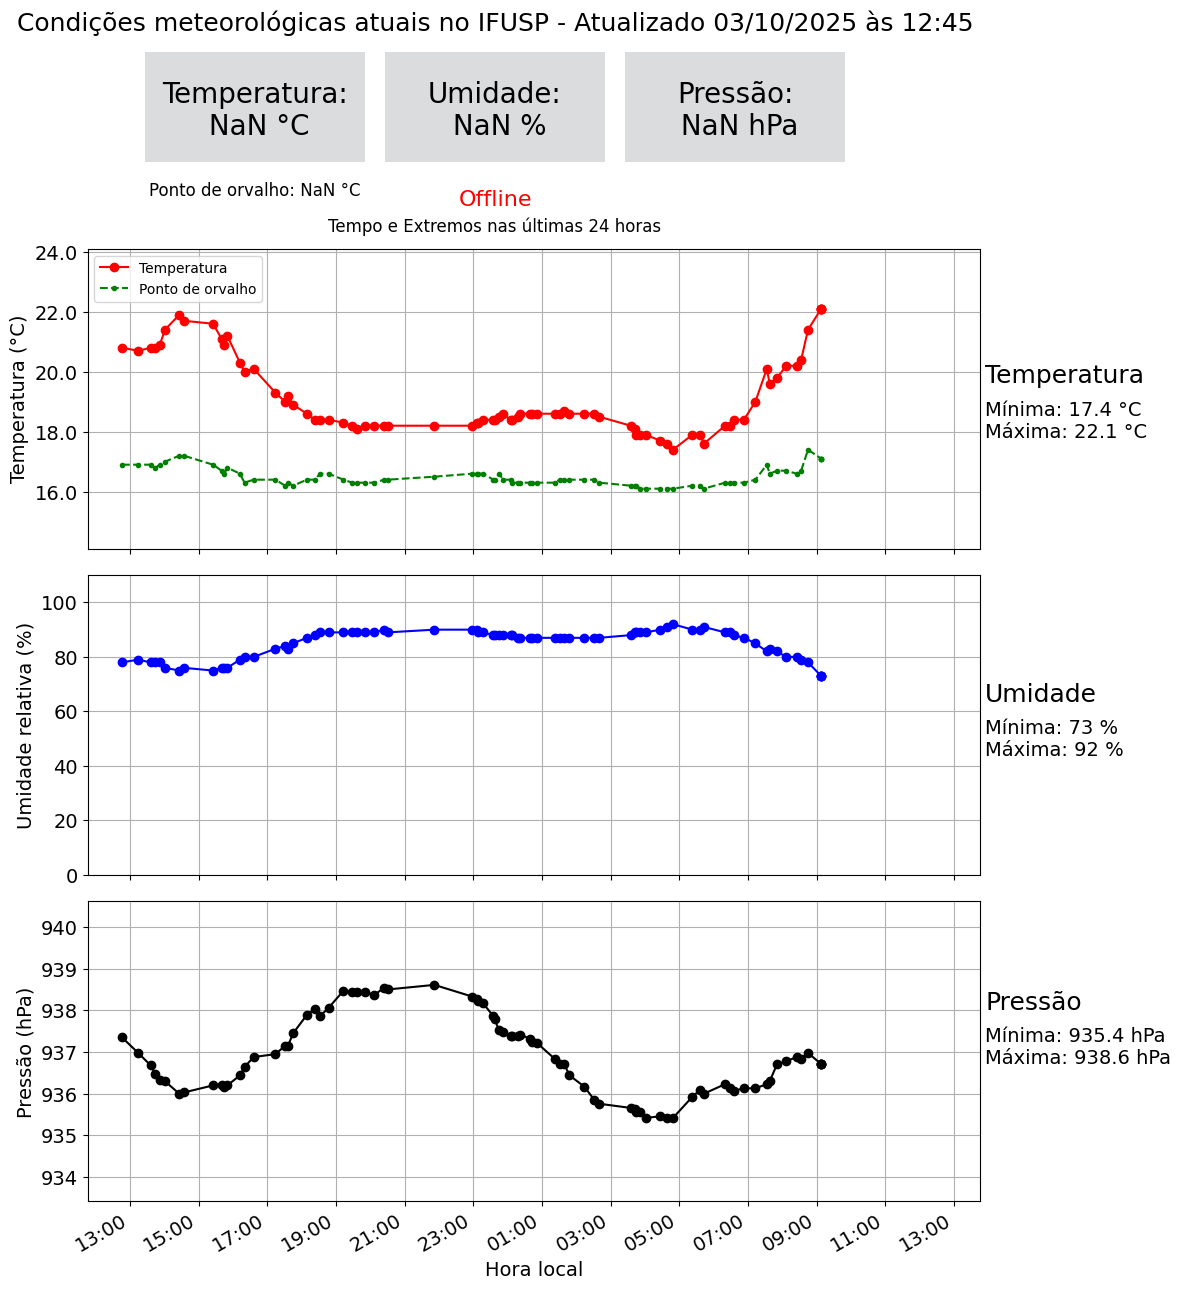 Condições meteorológicas atuais no IFUSP - Atualizado 03/10/2025 às 12:45
Temperatura:
NaN °C
Umidade:
NaN %
Pressão:
NaN hPa
Ponto de orvalho: NaN °C
Offline
Tempo e Extremos nas últimas 24 horas
Temperatura (°C)
24.0
22.0
20.0
18.0
16.0
Temperatura
Ponto de orvalho
Temperatura
Mínima: 17.4 °C
Máxima: 22.1 °C
Umidade relativa (%)
100
80
60
40
20
0
Umidade
Mínima: 73 %
Máxima: 92 %
Pressão (hPa)
940
939
938
937
936
935
934
Pressão
Mínima: 935.4 hPa
Máxima: 938.6 hPa
13:00
15:00
17:00
19:00
21:00
23:00
01:00
03:00
05:00
07:00
09:00
11:00
13:00
Hora local